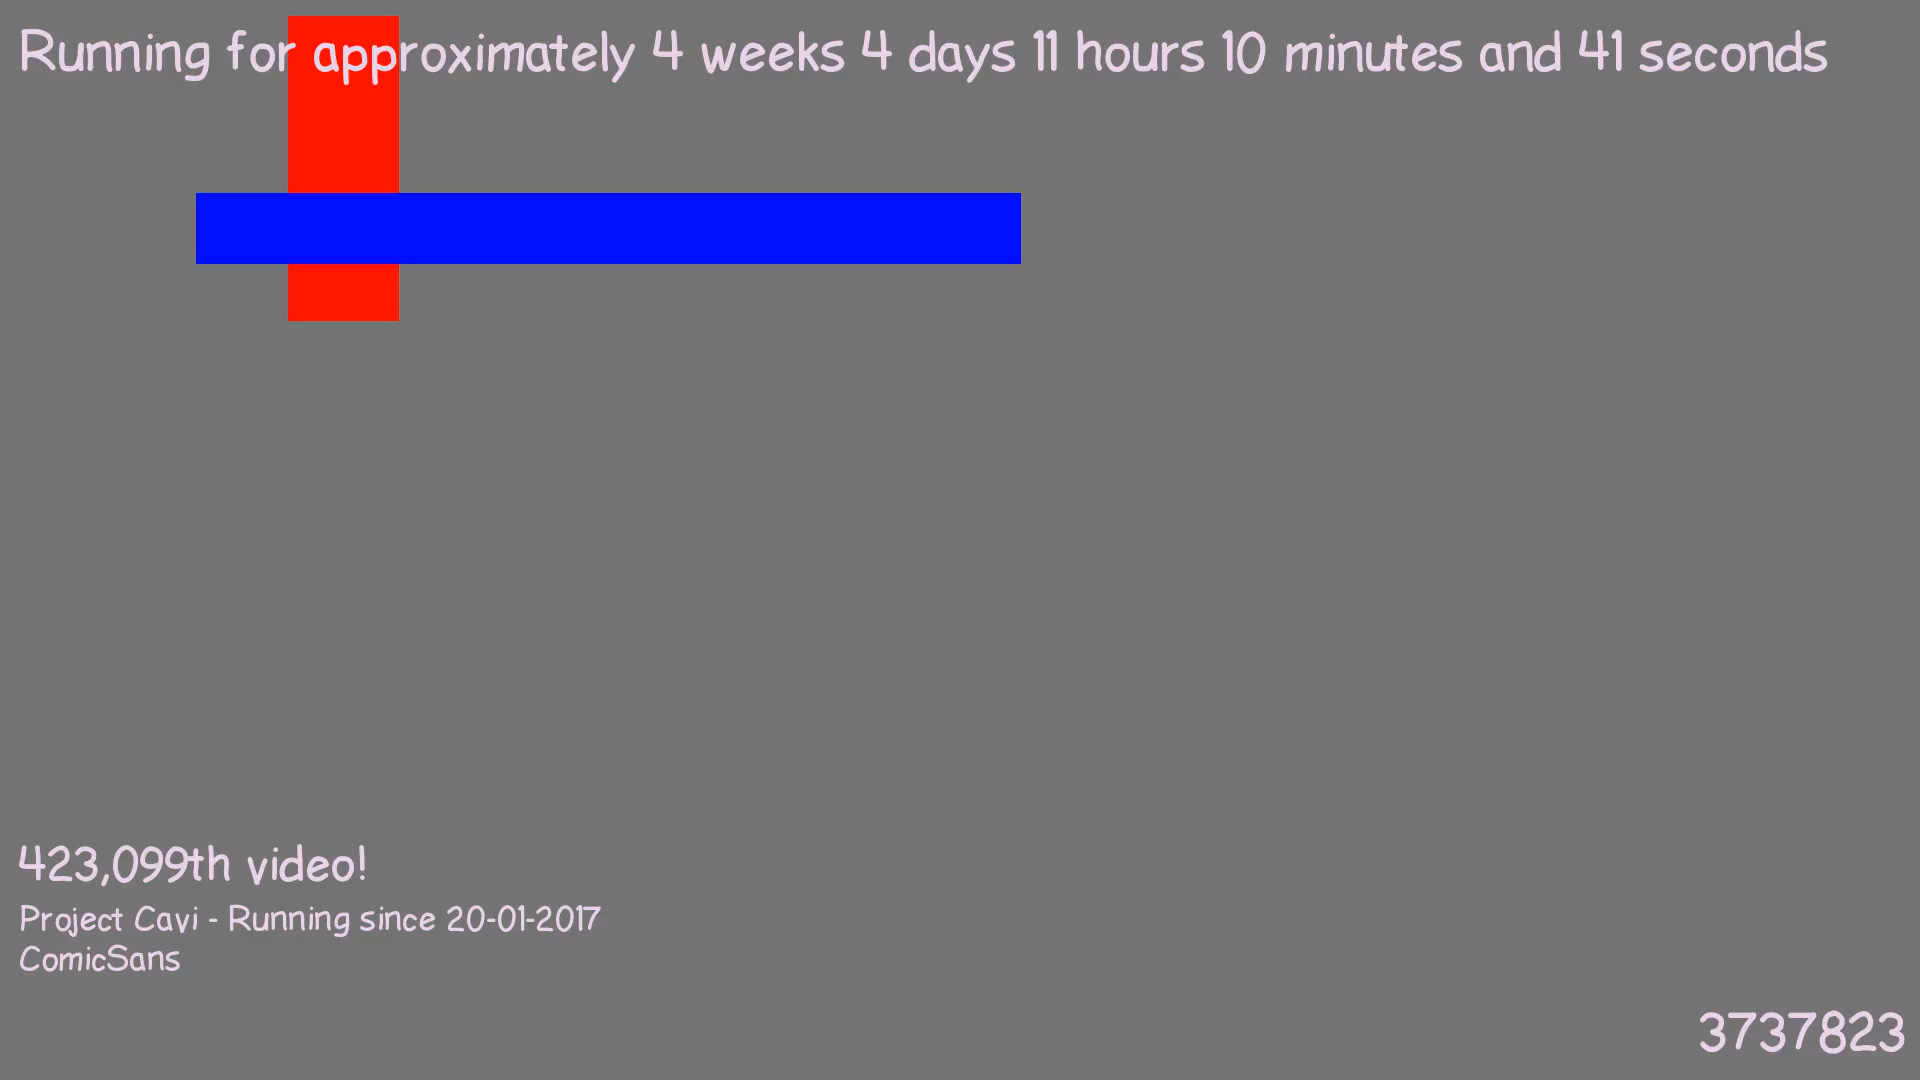 Running for approximately 4 weeks 4 days 11 hours 10 minutes and 41 seconds
423,099th video!
Project Cavi - Running since 20-01-2017
ComicSans
3737823